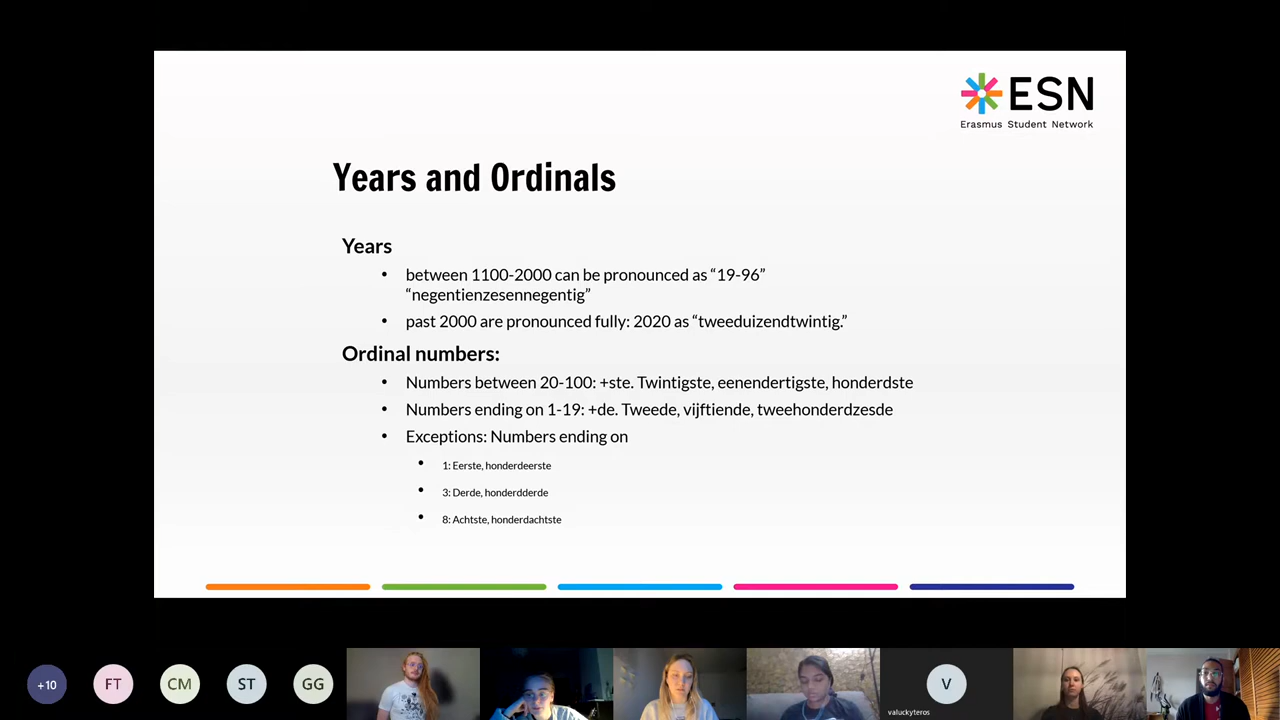 ESN
Erasmus Student Network
Years and Ordinals
Years
• between 1100-2000 can be pronounced as “19-96”
“negentienzesennegentig”
• past 2000 are pronounced fully: 2020 as “tweeduizendtwintig.”
Ordinal numbers:
• Numbers between 20-100: +ste. Twintigste, eenendertigste, honderdste
• Numbers ending on 1-19: +de. Tweede, vijftiende, tweehonderdzesde
• Exceptions: Numbers ending on
• 1: Eerste, honderdeerste
• 3: Derde, honderdderde
• 8: Achtste, honderdachtste
+10 FT CM ST GG V
valuckyteros